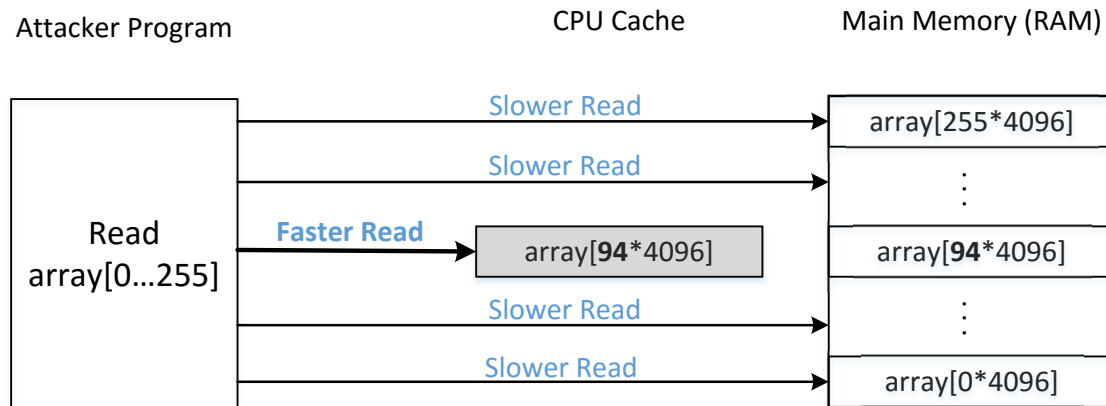 Attacker Program
CPU Cache
Main Memory (RAM)
Slower Read
array[255*4096]
Slower Read
⋮
Read
array[0…255]
Faster Read
array[94*4096]
array[94*4096]
Slower Read
⋮
Slower Read
array[0*4096]